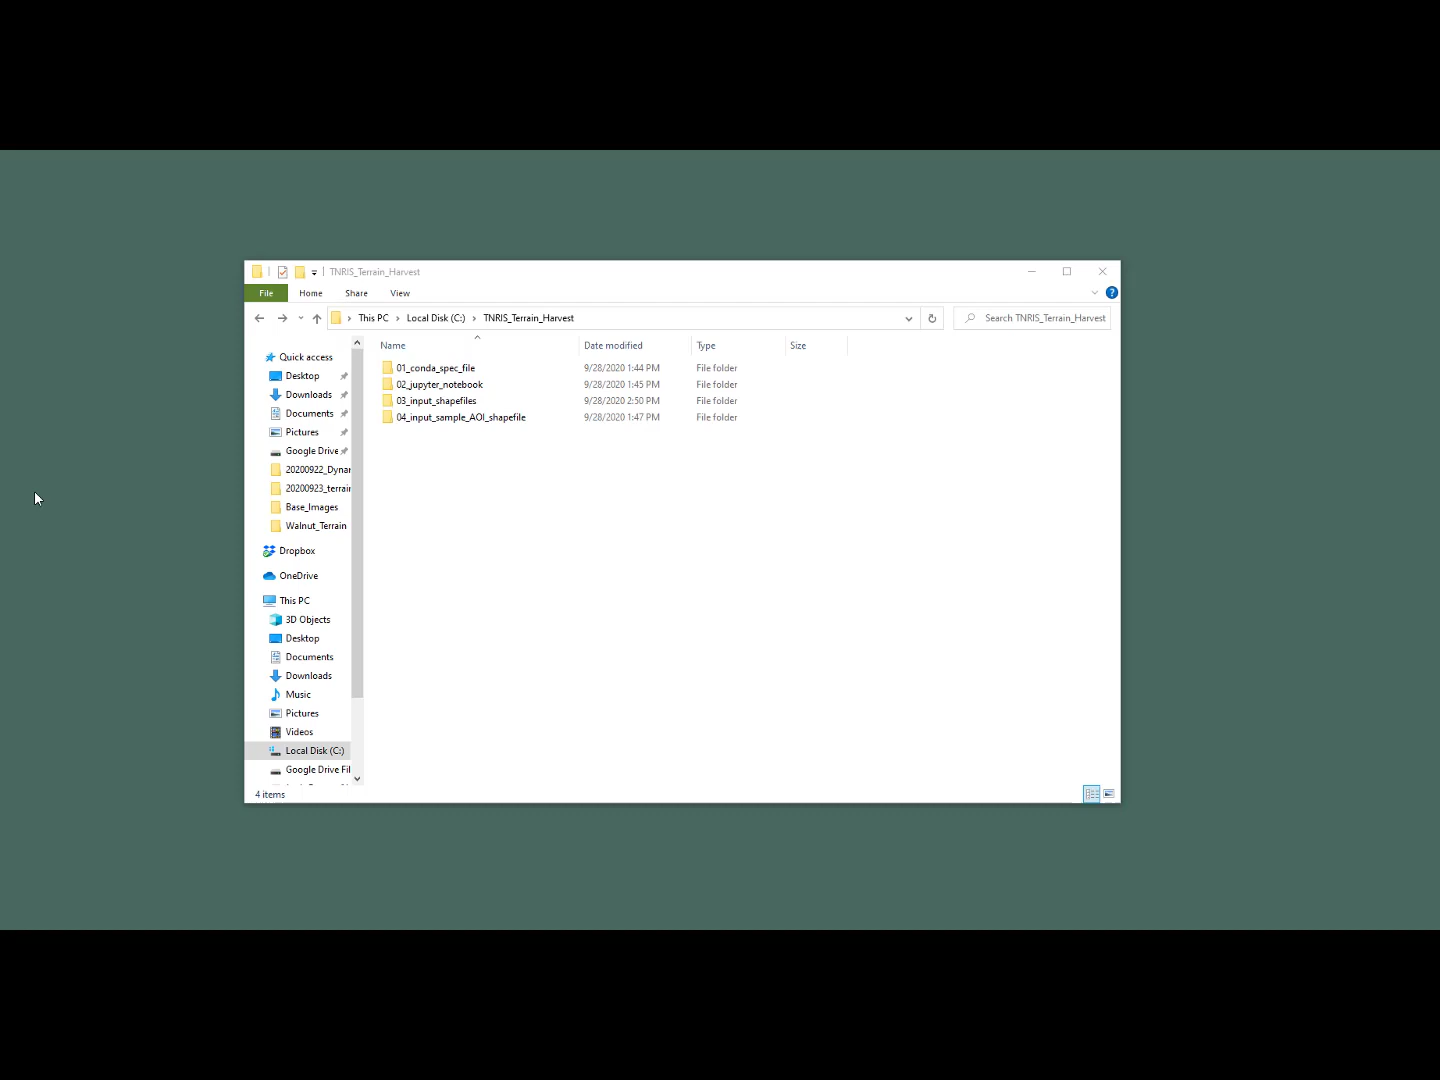 TNRIS_Terrain_Harvest
File Home Share View
This PC Local Disk (C:) TNRIS_Terrain_Harvest Search TNRIS_Terrain_Harvest
Name Date modified Type Size
01_conda_spec_file 9/28/2020 1:44 PM File folder
02_jupyter_notebook 9/28/2020 1:45 PM File folder
03_input_shapefiles 9/28/2020 2:50 PM File folder
04_input_sample_AOI_shapefile 9/28/2020 1:47 PM File folder
Quick access
Desktop
Downloads
Documents
Pictures
Google Drive
20200922_Dynar
20200923_terrain
Base_Images
Walnut_Terrain
Dropbox
OneDrive
This PC
3D Objects
Desktop
Documents
Downloads
Music
Pictures
Videos
Local Disk (C:)
Google Drive Fil
4 items